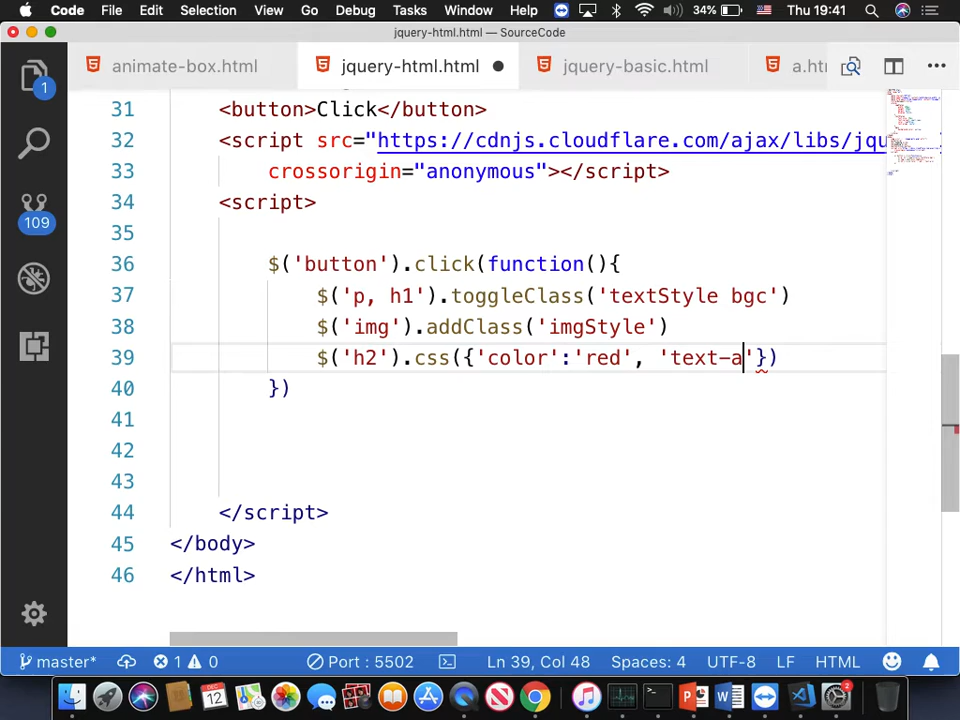 Code File Edit Selection View Go Debug Tasks Window Help 34% Thu 19:41
jquery-html.html — SourceCode
animate-box.html jquery-html.html jquery-basic.html a.ht
31 <button>Click</button>
32 <script src="https://cdnjs.cloudflare.com/ajax/libs/jqu
33 crossorigin="anonymous"></script>
34 <script>
35
36 $('button').click(function(){
37 $('p, h1').toggleClass('textStyle bgc')
38 $('img').addClass('imgStyle')
39 $('h2').css({'color':'red', 'text-a'})
40 })
41
42
43
44 </script>
45 </body>
46 </html>
1
109
master* 1 0 Port : 5502 Ln 39, Col 48 Spaces: 4 UTF-8 LF HTML
12
2